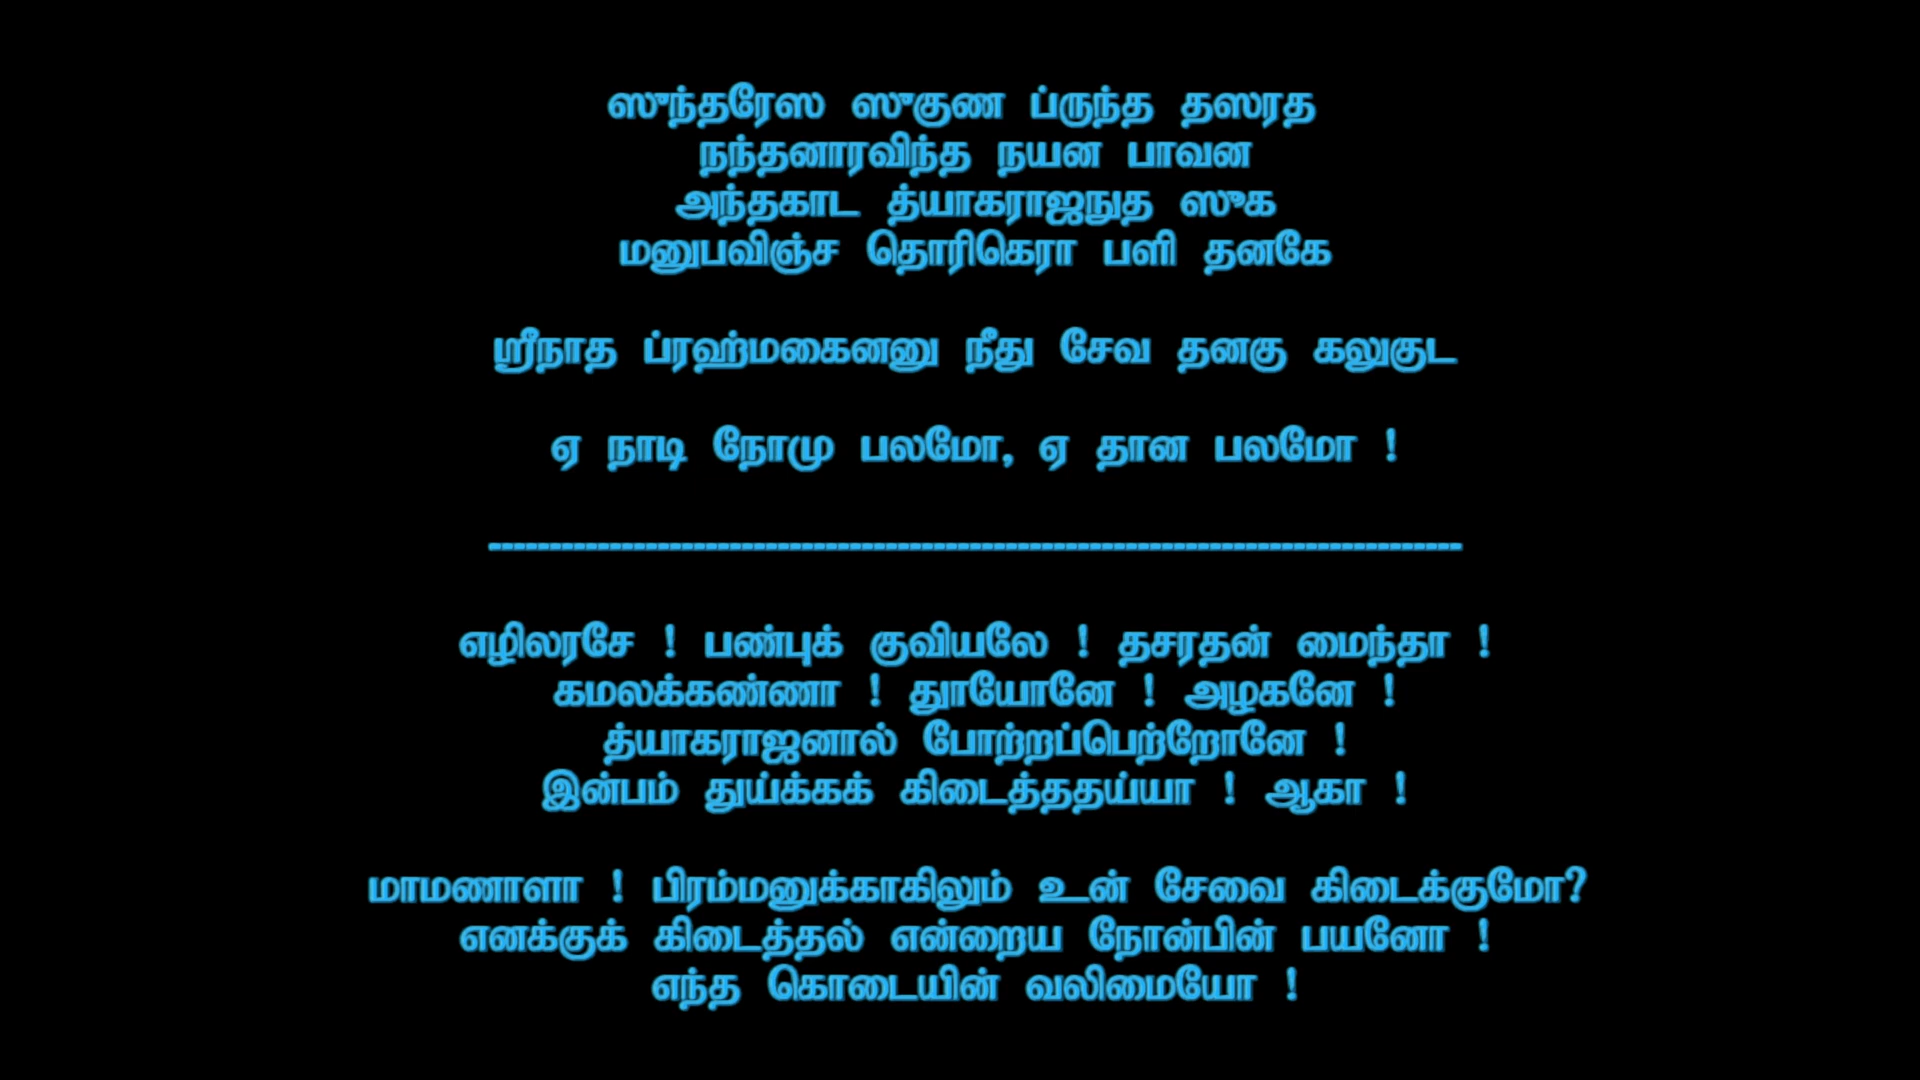 ஸுந்தரேஸ ஸுகுண ப்ருந்த தஸரத
நந்தனாரவிந்த நயன பாவன
அந்தகாட த்யாகராஜநுத ஸுக
மனுபவிஞ்ச தொரிகெரா பளி தனகே
ஸ்ரீநாத ப்ரஹ்மகைனனு நீது சேவ தனகு கலுகுட
ஏ நாடி நோமு பலமோ, ஏ தான பலமோ !
--------------------------------------------------------------------------------
எழிலரசே ! பண்புக் குவியலே ! தசரதன் மைந்தா !
கமலக்கண்ணா ! தூயோனே ! அழகனே !
த்யாகராஜனால் போற்றப்பெற்றோனே !
இன்பம் துய்க்கக் கிடைத்ததய்யா ! ஆகா !
மாமணாளா ! பிரம்மனுக்காகிலும் உன் சேவை கிடைக்குமோ?
எனக்குக் கிடைத்தல் என்றைய நோன்பின் பயனோ !
எந்த கொடையின் வலிமையோ !